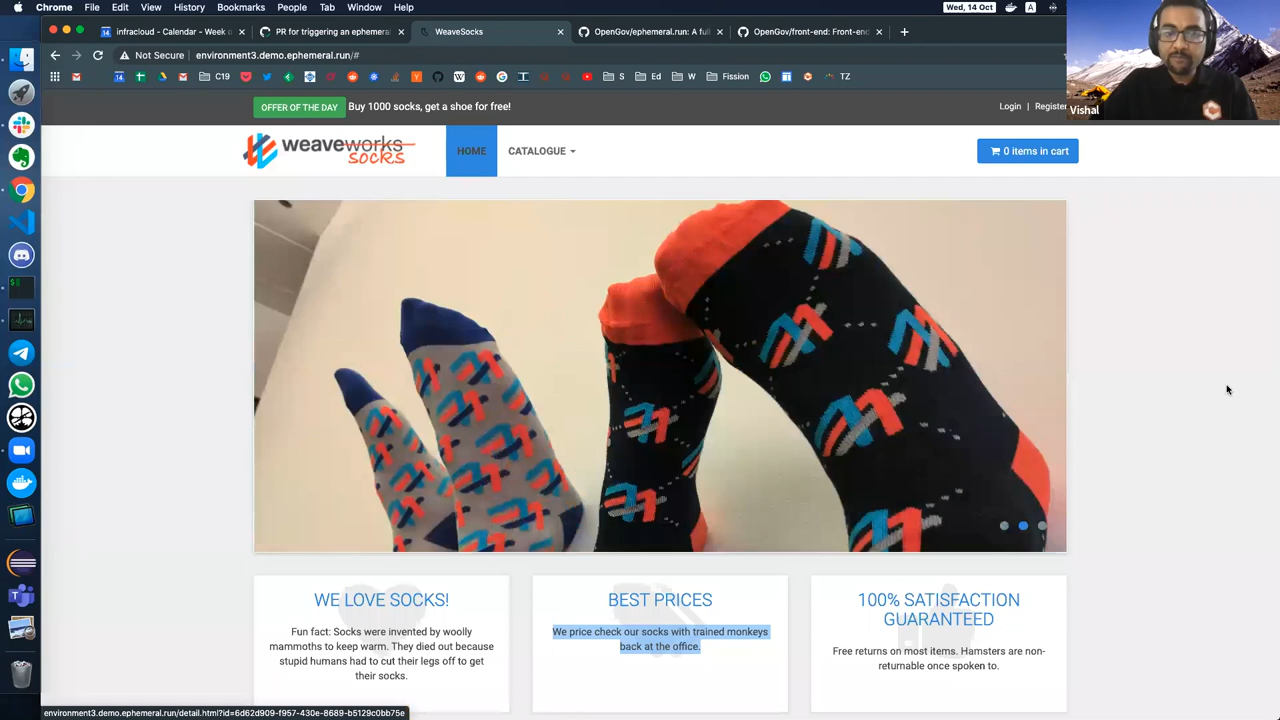 Chrome File Edit View History Bookmarks People Tab Window Help
Wed, 14 Oct
infracloud - Calendar - Week o
PR for triggering an ephemera
WeaveSocks
OpenGov/ephemeral.run: A full
OpenGov/front-end: Front-end
Not Secure | environment3.demo.ephemeral.run/#
C19
S
Ed
W
Fission
TZ
Vishal
OFFER OF THE DAY Buy 1000 socks, get a shoe for free!
Login | Register
weaveworks
socks
HOME
CATALOGUE
0 items in cart
WE LOVE SOCKS!
Fun fact: Socks were invented by woolly
mammoths to keep warm. They died out because
stupid humans had to cut their legs off to get
their socks.
BEST PRICES
We price check our socks with trained monkeys
back at the office.
100% SATISFACTION
GUARANTEED
Free returns on most items. Hamsters are non-
returnable once spoken to.
environment3.demo.ephemeral.run/detail.html?id=6d62d909-f957-430e-8689-b5129c0bb75e